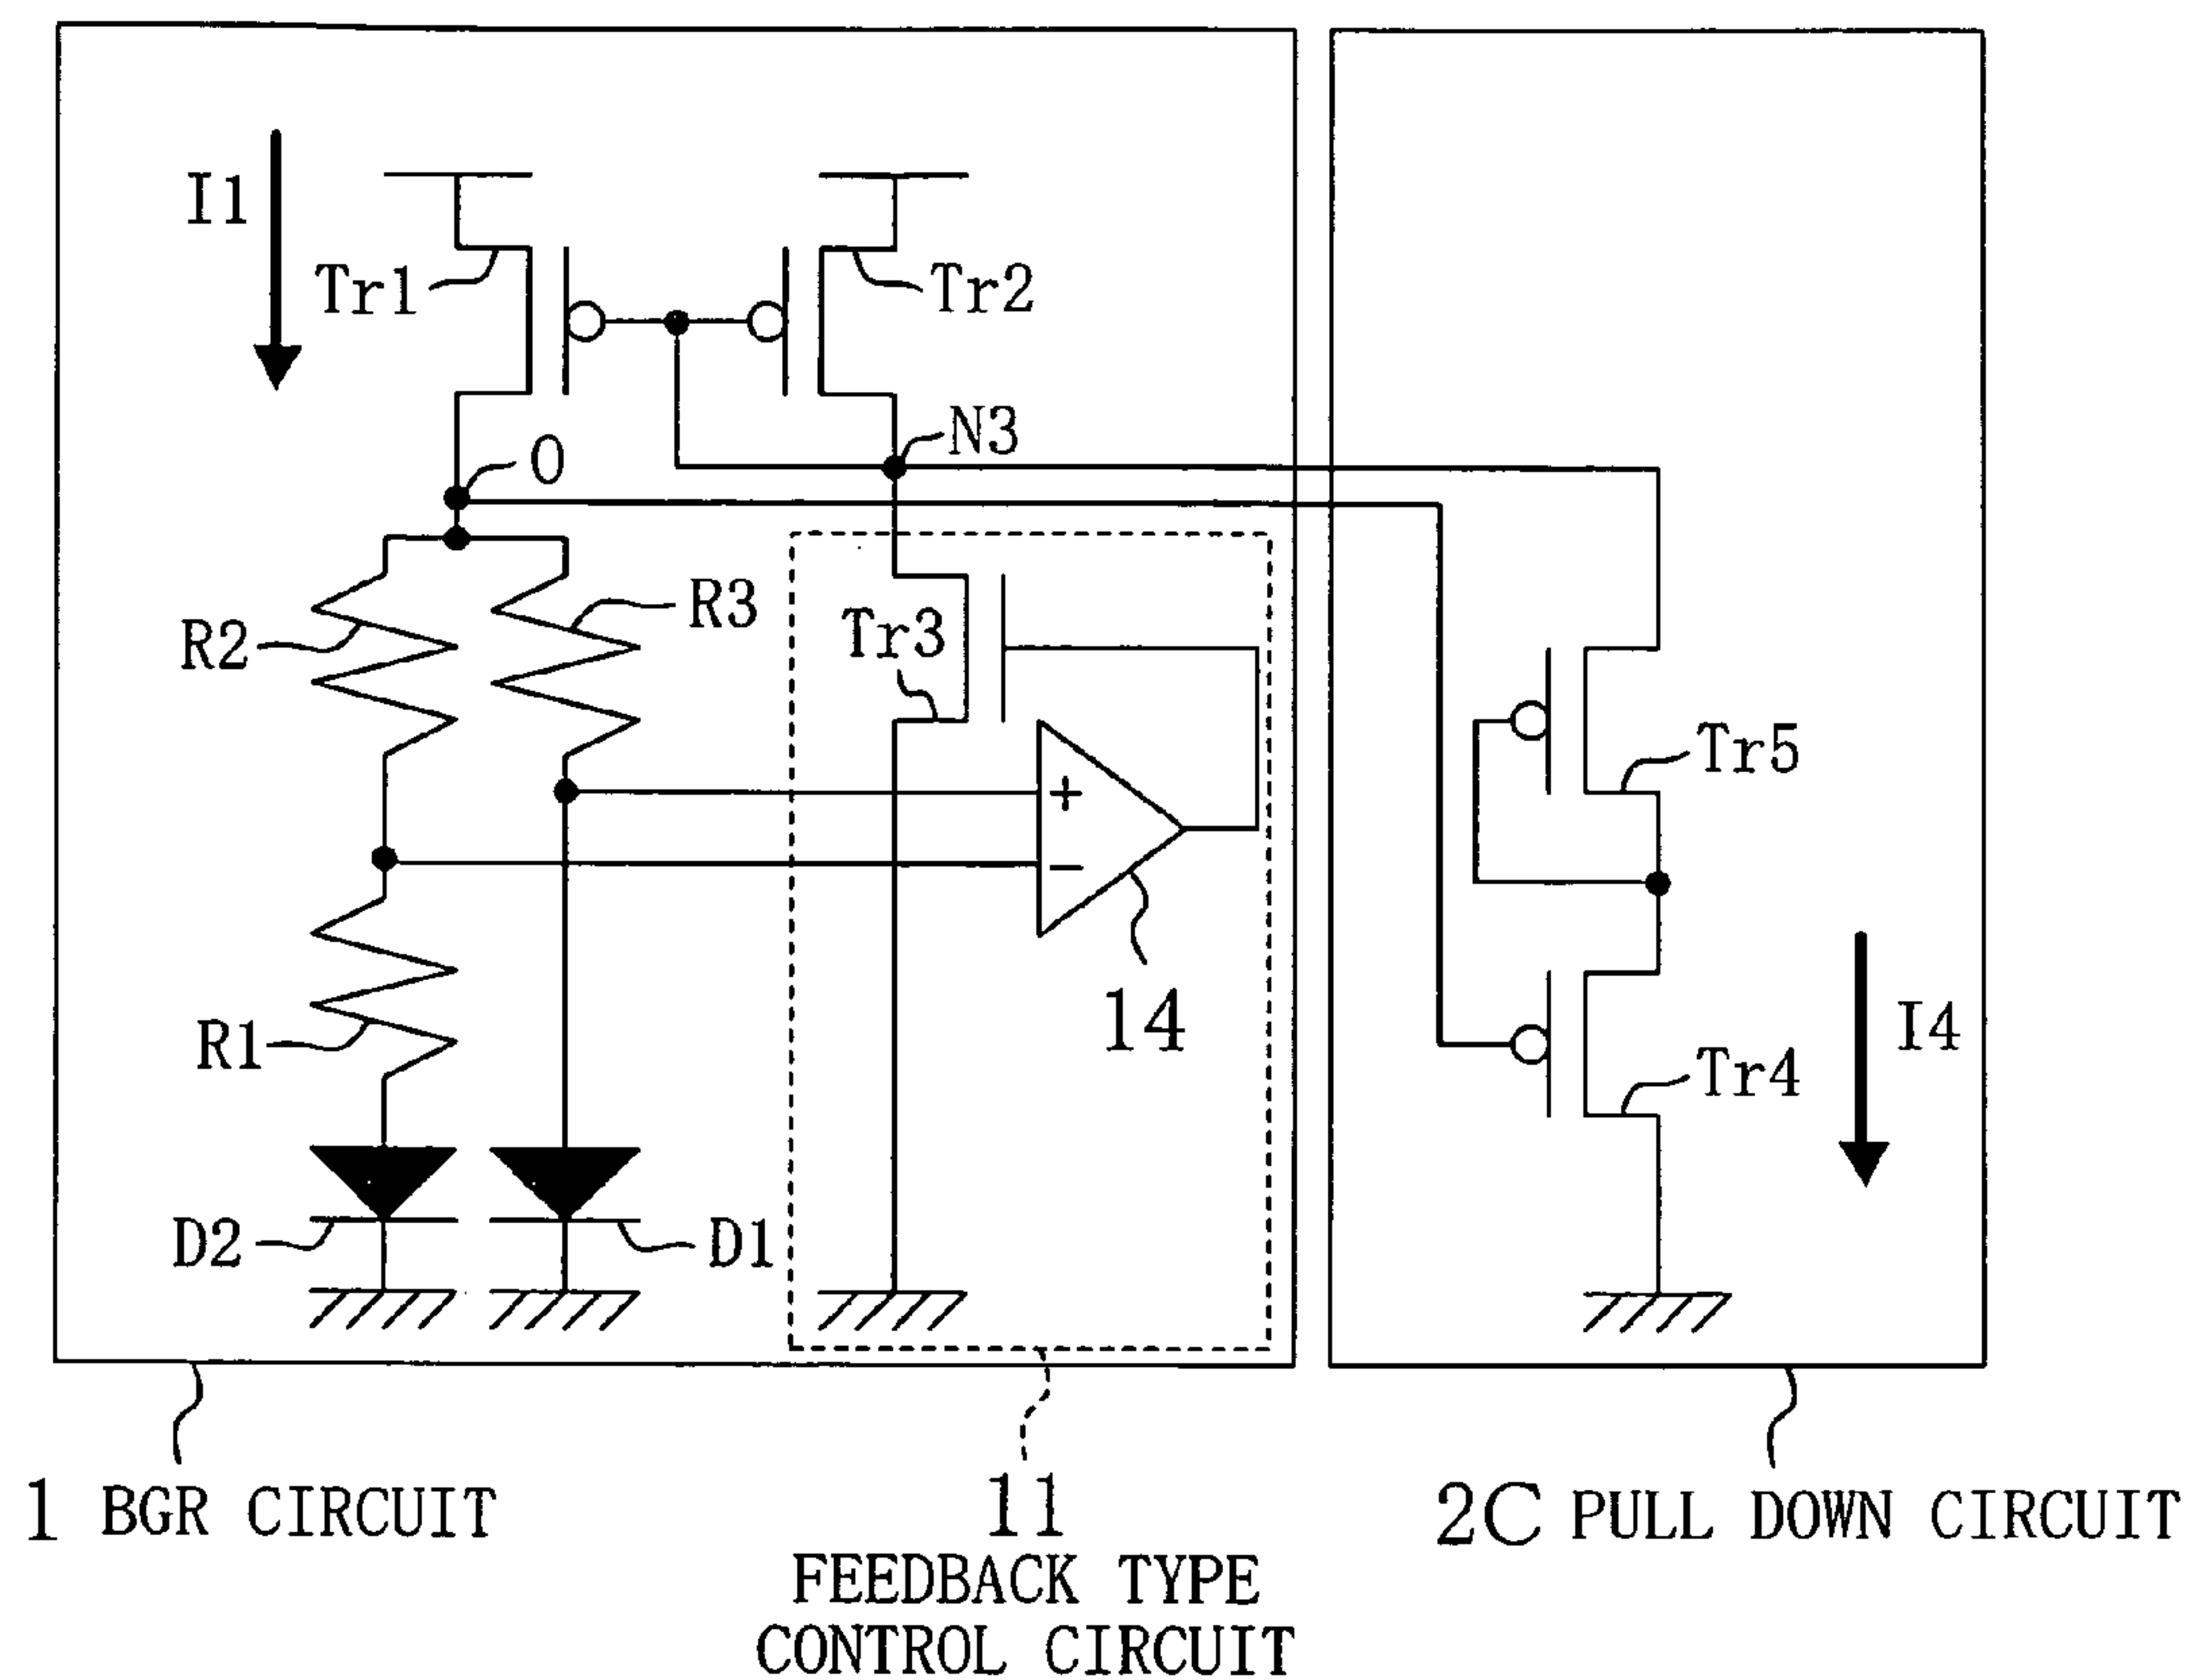 I1
Tr1
Tr2
N3
O
R2
R3
Tr3
+
−
14
Tr5
R1
Tr4
I4
D2
D1
1 BGR CIRCUIT
11
FEEDBACK TYPE
CONTROL CIRCUIT
2C PULL DOWN CIRCUIT